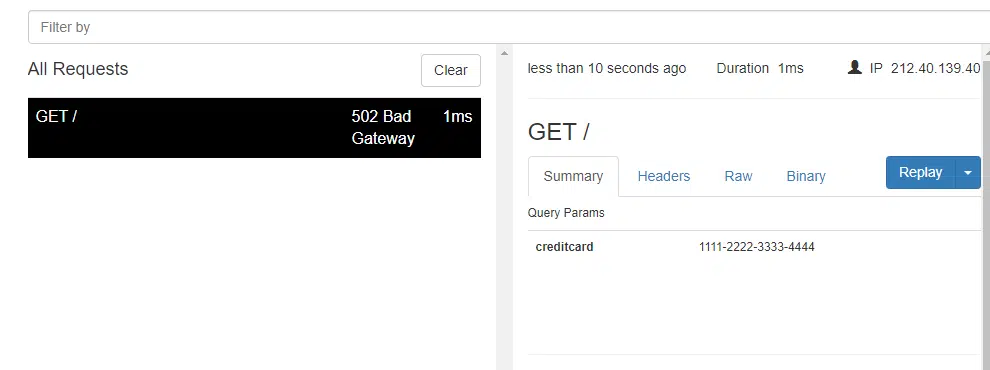 Filter by
All Requests
Clear
GET /
502 Bad Gateway
1ms
less than 10 seconds ago
Duration 1ms
IP 212.40.139.40
GET /
Summary
Headers
Raw
Binary
Replay
Query Params
creditcard
1111-2222-3333-4444